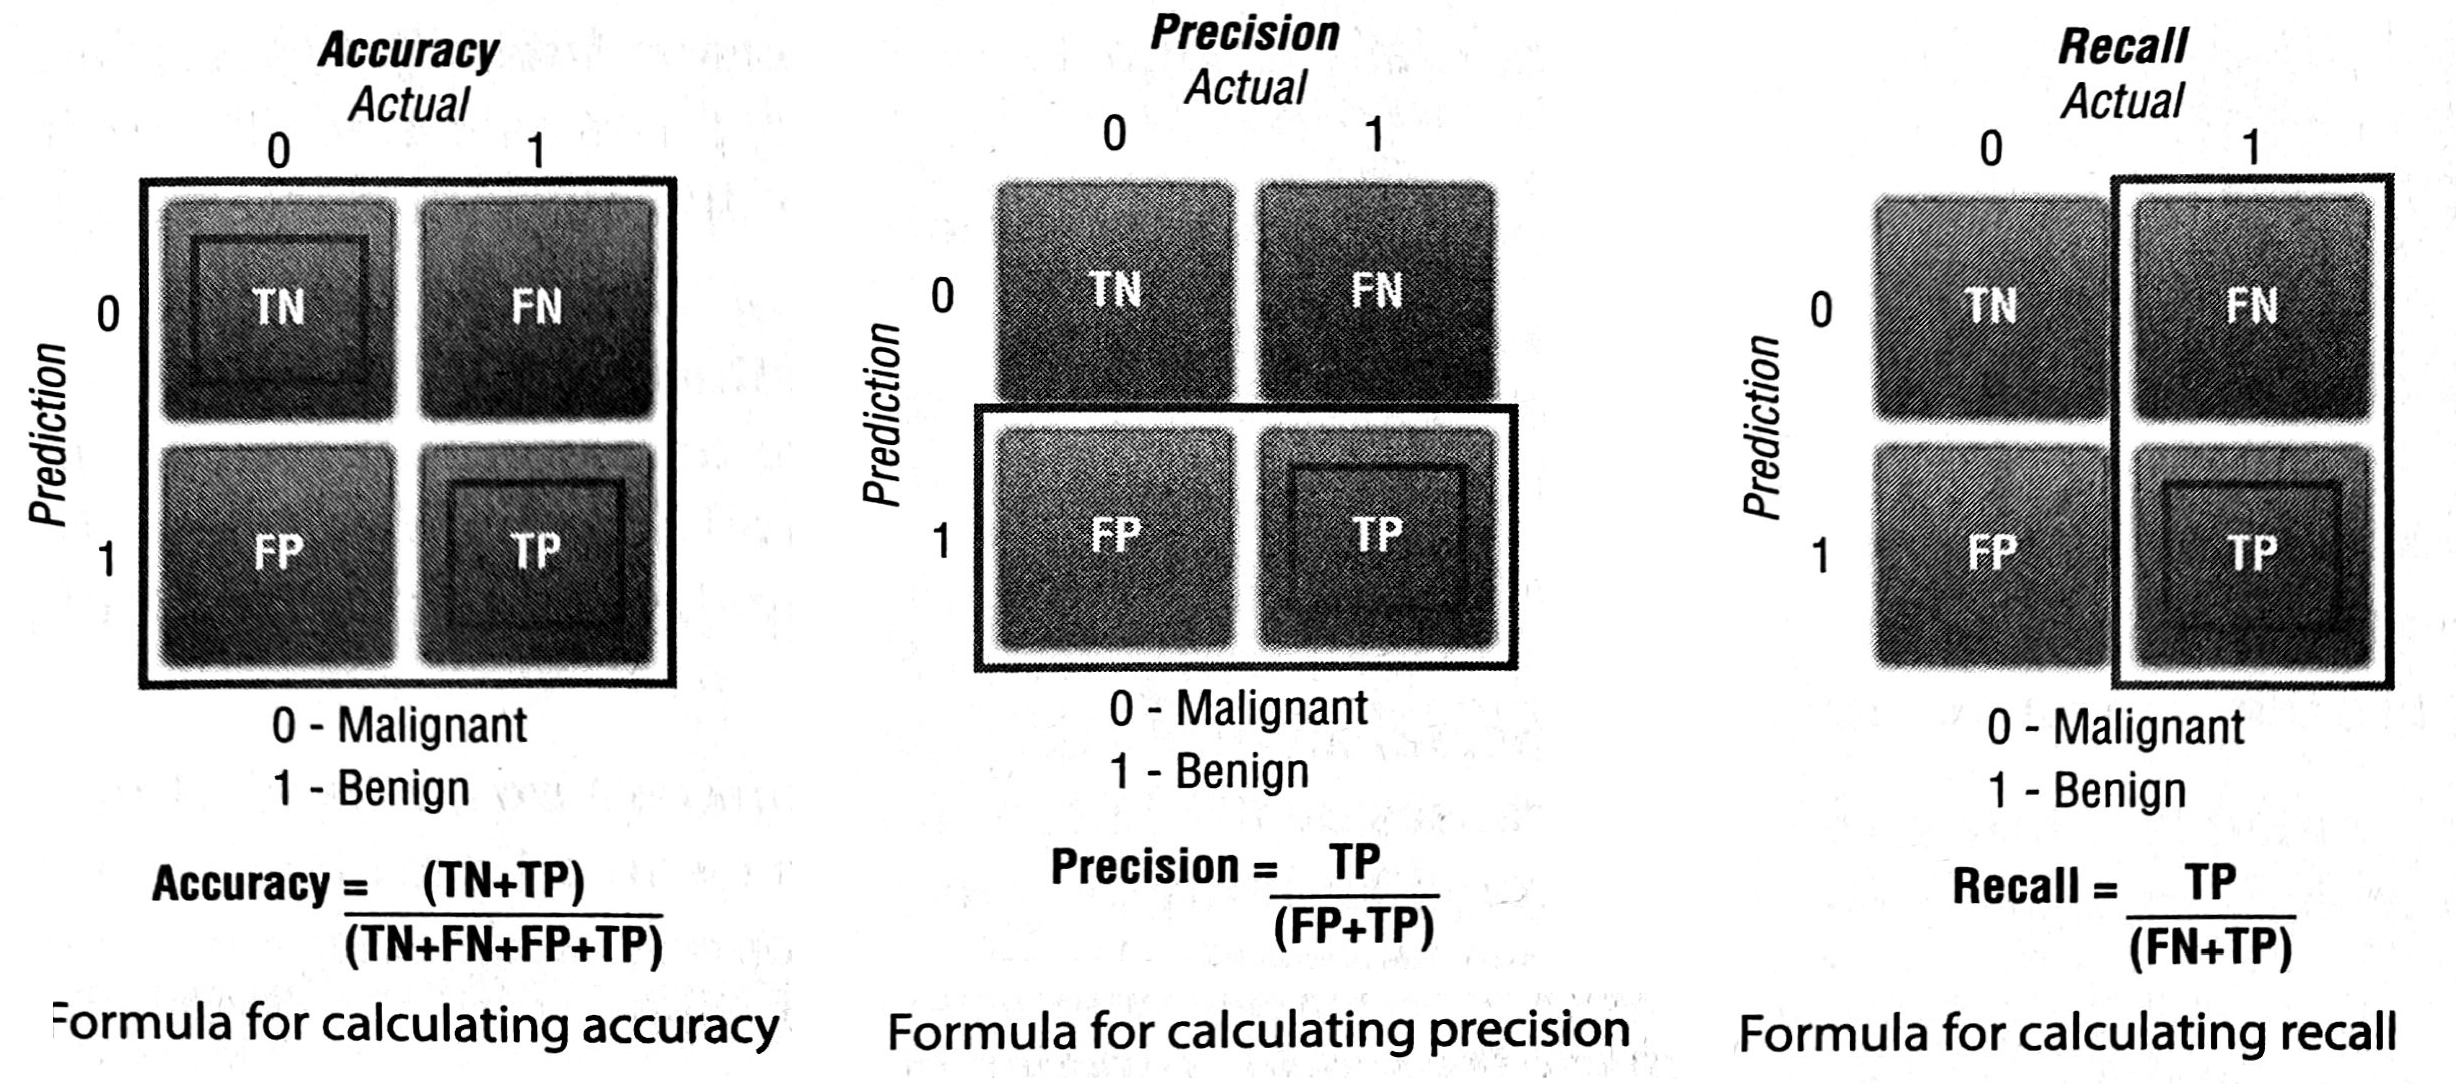 Accuracy
Actual
0 1
Prediction
0
TN FN
1
FP TP
0 - Malignant
1 - Benign
Accuracy = (TN+TP)
(TN+FN+FP+TP)
Formula for calculating accuracy
Precision
Actual
0 1
Prediction
0
TN FN
1
FP TP
0 - Malignant
1 - Benign
Precision = TP
(FP+TP)
Formula for calculating precision
Recall
Actual
0 1
Prediction
0
TN FN
1
FP TP
0 - Malignant
1 - Benign
Recall = TP
(FN+TP)
Formula for calculating recall